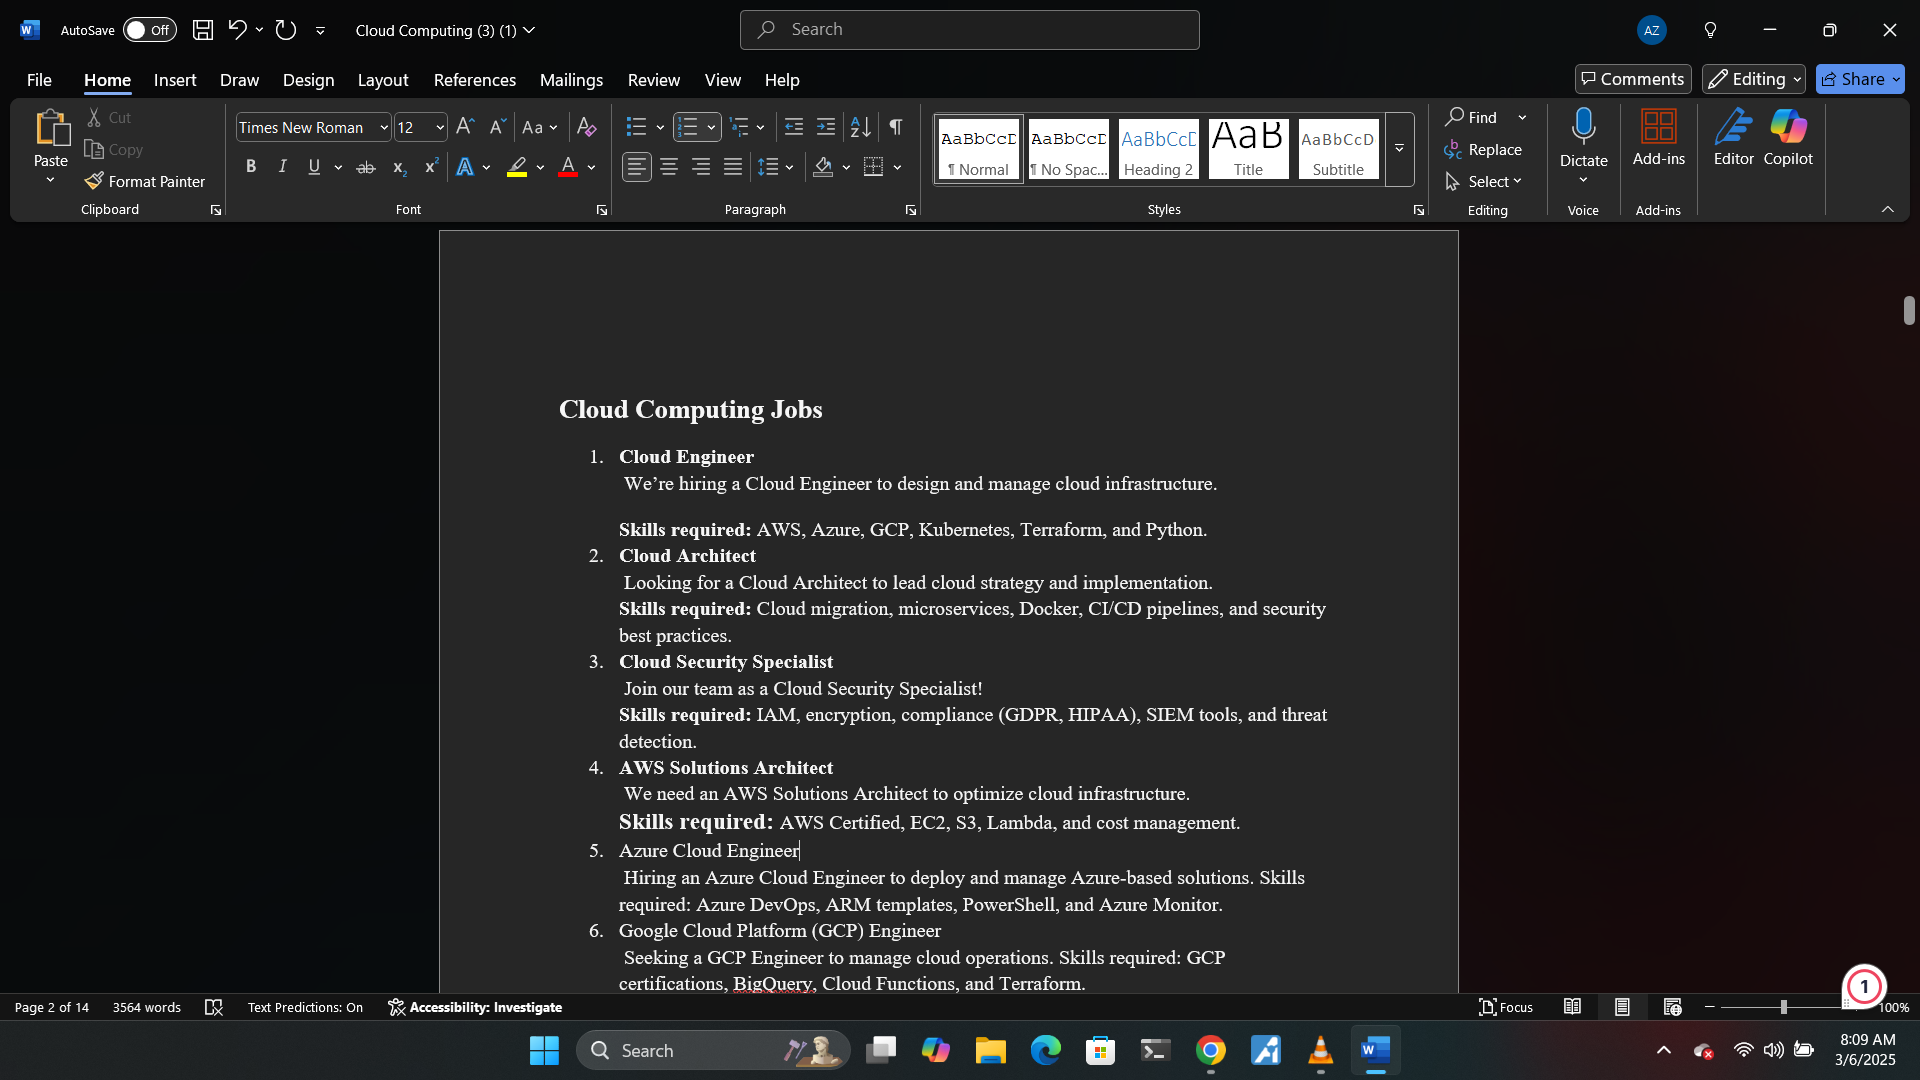 AutoSave Off
Cloud Computing (3) (1)
Search
AZ
File Home Insert Draw Design Layout References Mailings Review View Help
Comments Editing Share
Paste
Cut
Copy
Format Painter
Clipboard
Times New Roman 12
Font
Paragraph
AaBbCcD AaBbCcD AaBbCcD AaB AaBbCcD
¶ Normal ¶ No Spac... Heading 2 Title Subtitle
Styles
Find
Replace
Select
Editing
Dictate
Voice
Add-ins
Add-ins
Editor
Copilot
Cloud Computing Jobs
1. Cloud Engineer
We’re hiring a Cloud Engineer to design and manage cloud infrastructure.
Skills required: AWS, Azure, GCP, Kubernetes, Terraform, and Python.
2. Cloud Architect
Looking for a Cloud Architect to lead cloud strategy and implementation.
Skills required: Cloud migration, microservices, Docker, CI/CD pipelines, and security
best practices.
3. Cloud Security Specialist
Join our team as a Cloud Security Specialist!
Skills required: IAM, encryption, compliance (GDPR, HIPAA), SIEM tools, and threat
detection.
4. AWS Solutions Architect
We need an AWS Solutions Architect to optimize cloud infrastructure.
Skills required: AWS Certified, EC2, S3, Lambda, and cost management.
5. Azure Cloud Engineer
Hiring an Azure Cloud Engineer to deploy and manage Azure-based solutions. Skills
required: Azure DevOps, ARM templates, PowerShell, and Azure Monitor.
6. Google Cloud Platform (GCP) Engineer
Seeking a GCP Engineer to manage cloud operations. Skills required: GCP
certifications, BigQuery, Cloud Functions, and Terraform.
Page 2 of 14 3564 words Text Predictions: On Accessibility: Investigate Focus 100%
1
Search
8:09 AM
3/6/2025